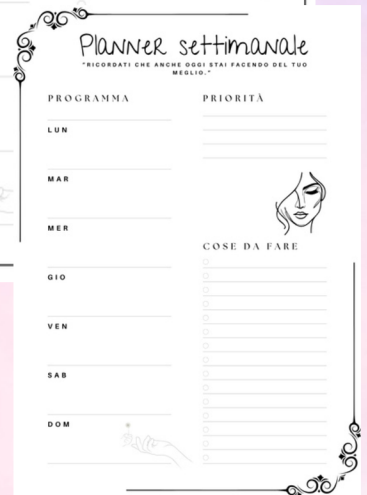 Planner settimanale
"RICORDATI CHE ANCHE OGGI STAI FACENDO DEL TUO
MEGLIO."
PROGRAMMA
LUN
MAR
MER
GIO
VEN
SAB
DOM
PRIORITÀ
COSE DA FARE